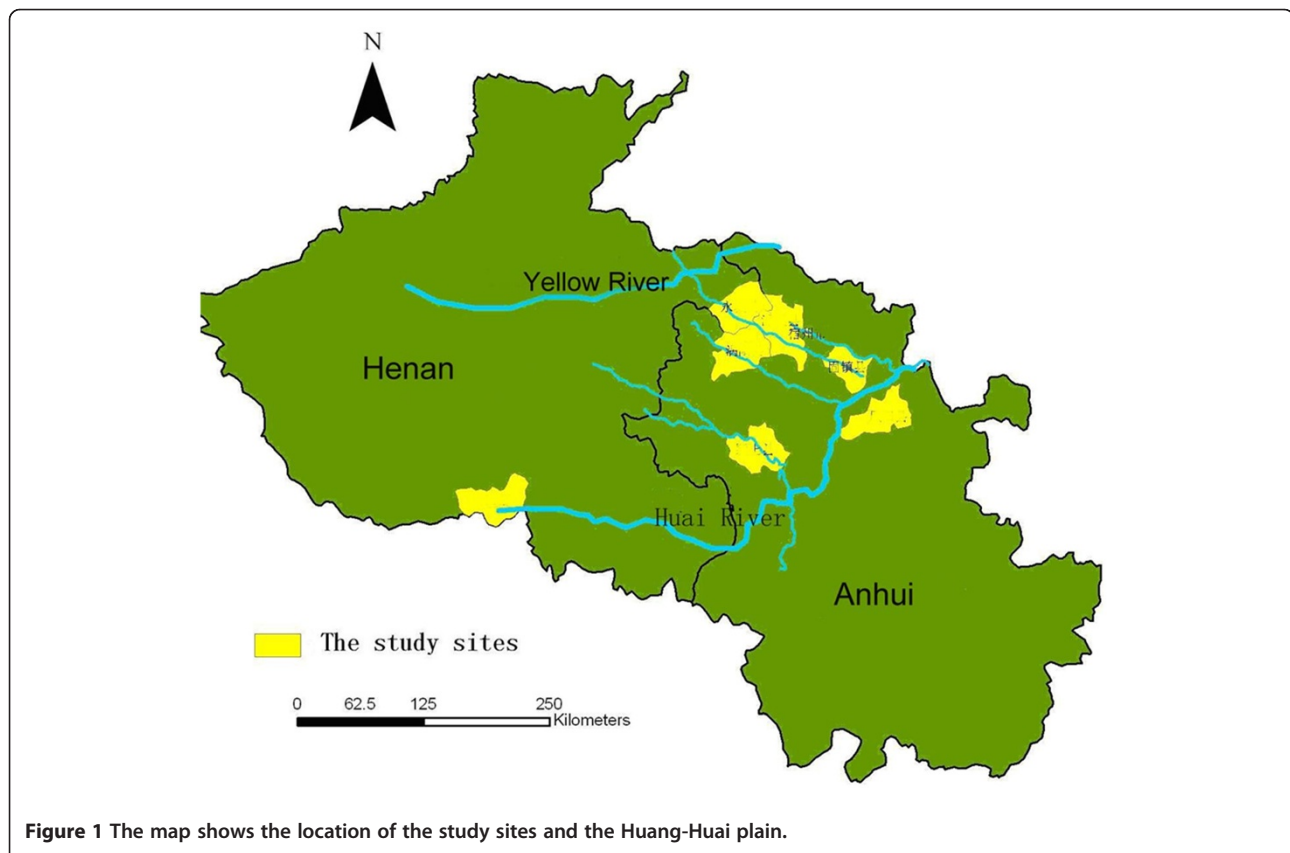 N
Yellow River
Henan
Huai River
Anhui
The study sites
0 62.5 125 250
Kilometers
Figure 1 The map shows the location of the study sites and the Huang-Huai plain.